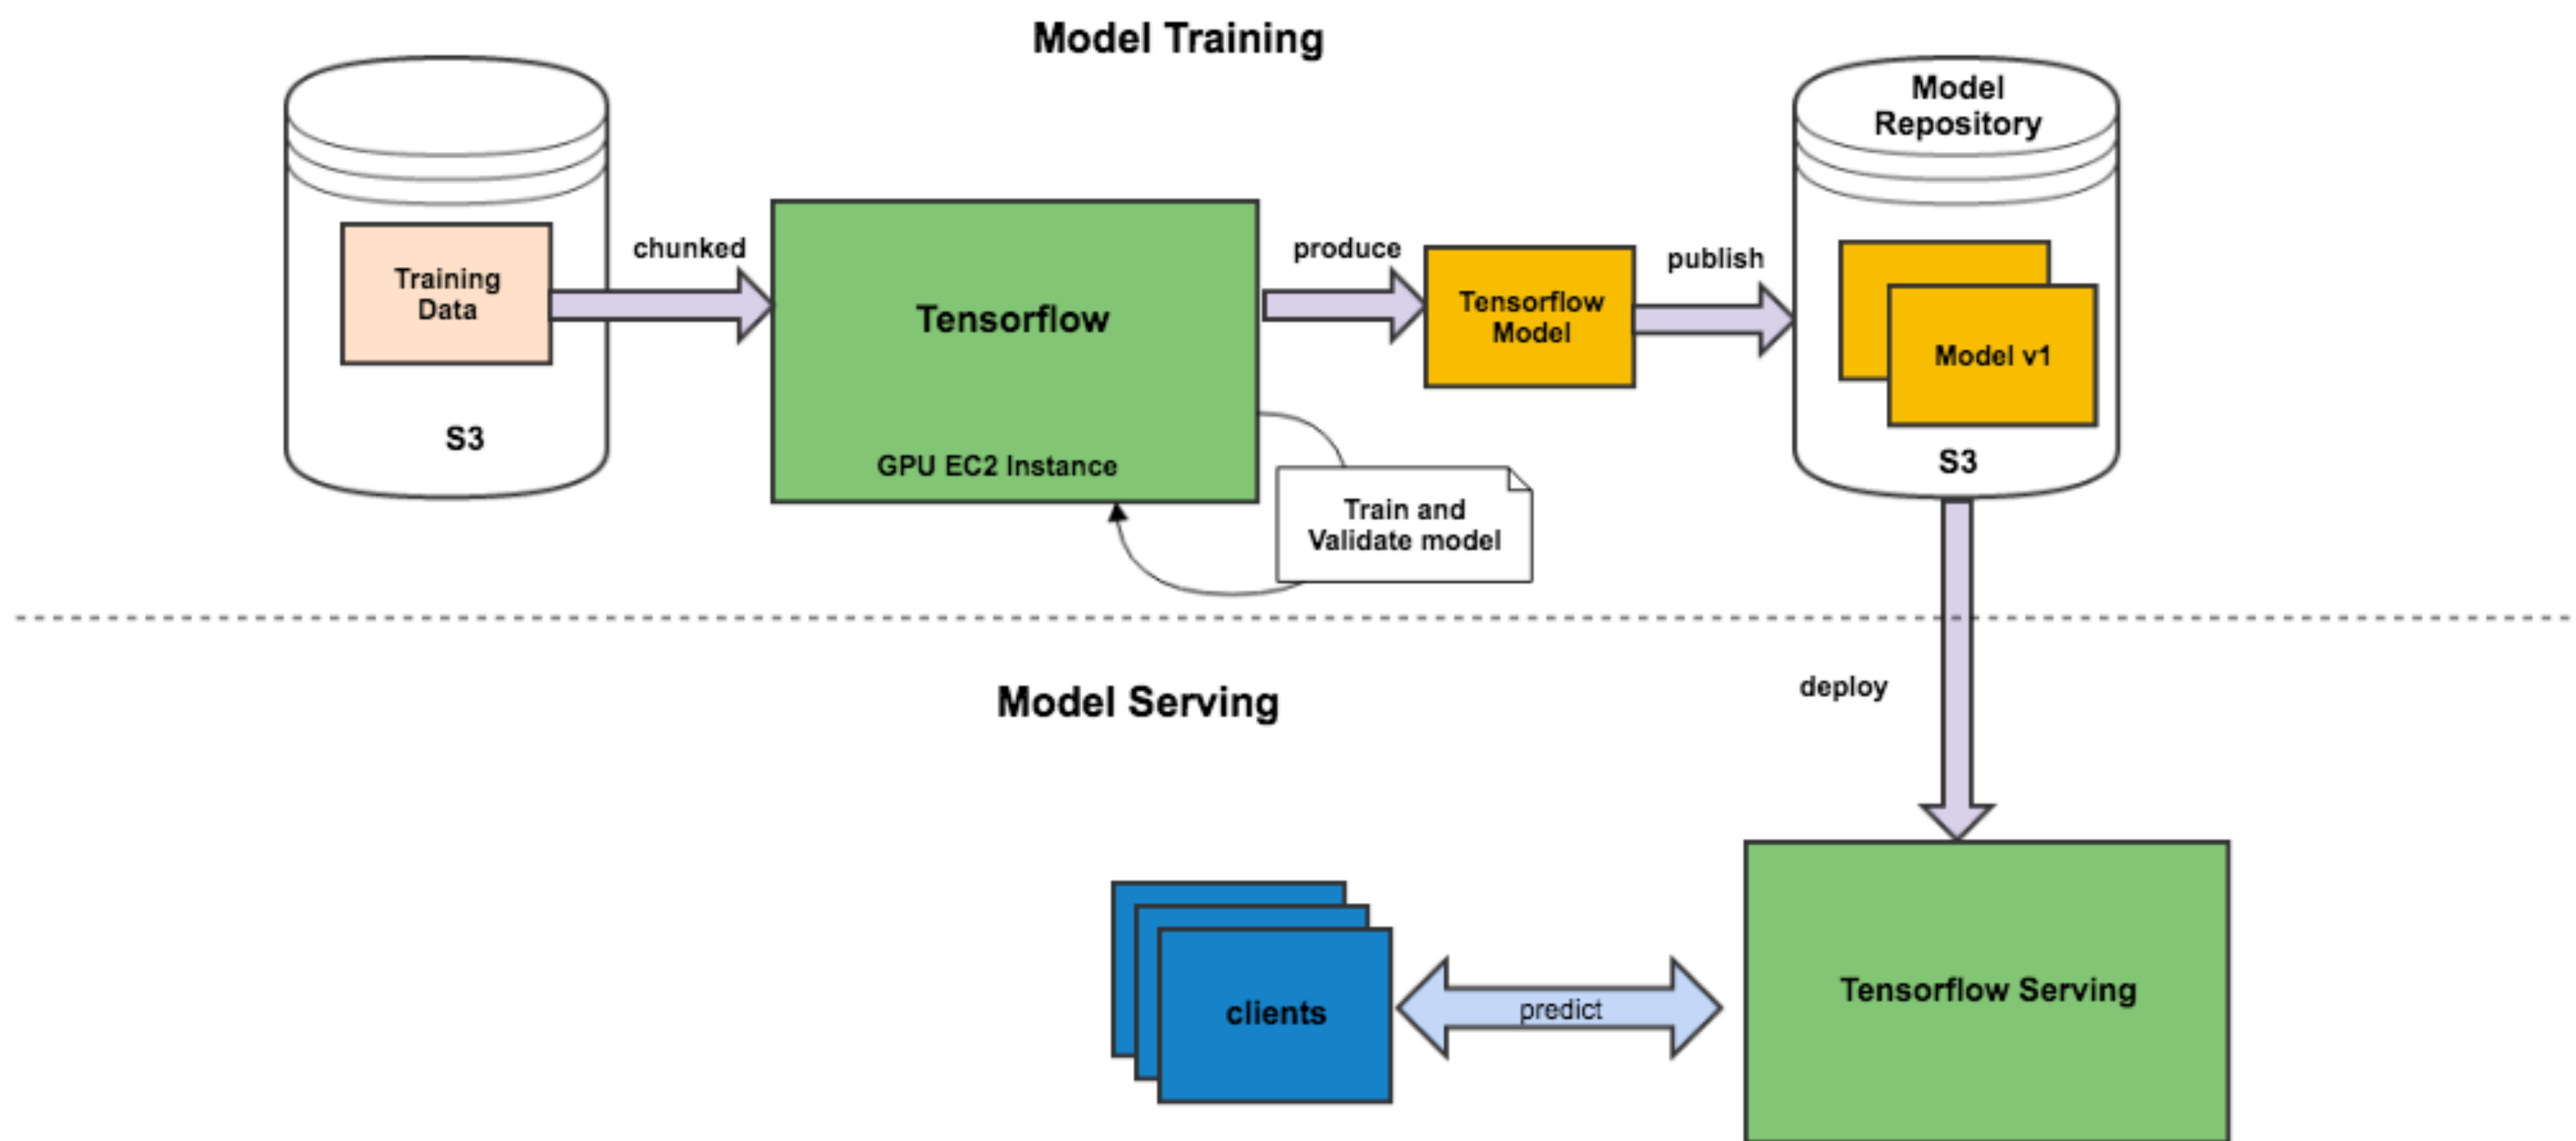 Model Training
Model
Repository
chunked
produce
publish
Training
Data
Tensorflow
Tensorflow
Model
Model v1
S3
GPU EC2 Instance
S3
Train and
Validate model
Model Serving
deploy
clients
predict
Tensorflow Serving